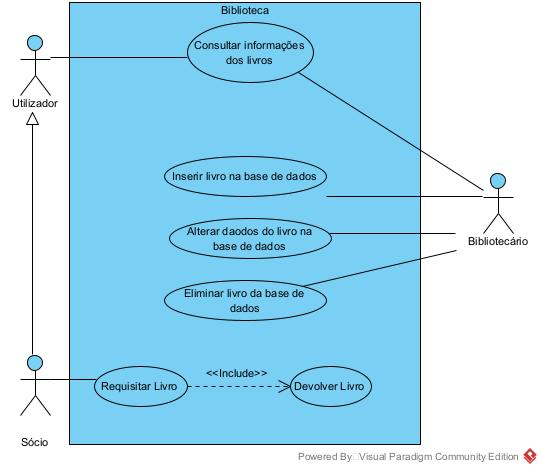 Biblioteca
Consultar informações
dos livros
Utilizador
Inserir livro na base de dados
Alterar daodos do livro na
base de dados
Bibliotecário
Eliminar livro da base de
dados
<<Include>>
Requisitar Livro
Devolver Livro
Sócio
Powered By Visual Paradigm Community Edition